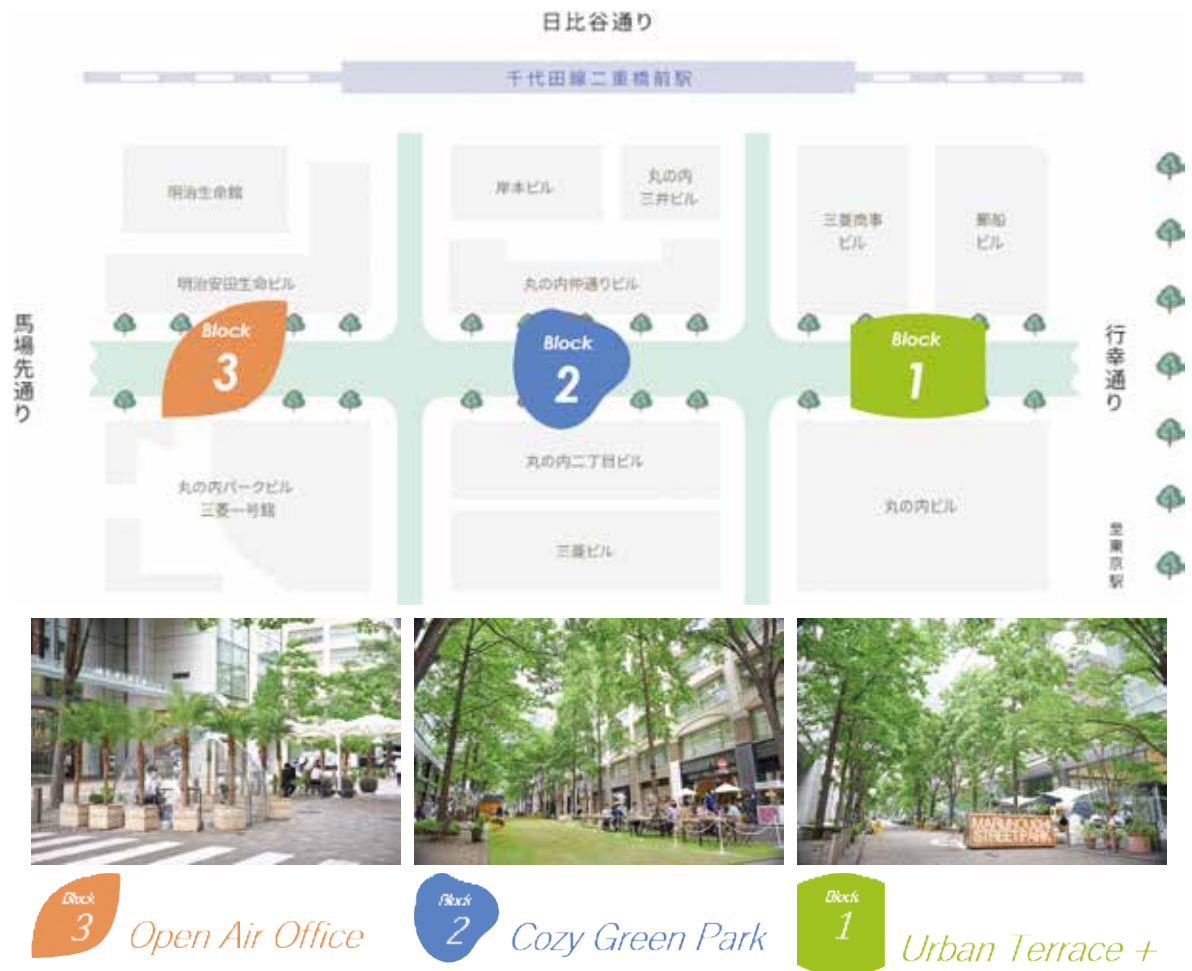 日比谷通り
千代田線二重橋前駅
明治生命館
岸本ビル
丸の内
三井ビル
三菱商事
ビル
郵船
ビル
明治安田生命ビル
丸の内仲通りビル
馬場先通り
Block
3
Block
2
Block
1
行幸通り
丸の内パークビル
三菱一号館
丸の内二丁目ビル
三菱ビル
丸の内ビル
至東京駅
MARUNOUCHI
STREET PARK
Block
3
Open Air Office
Block
2
Cozy Green Park
Block
1
Urban Terrace +